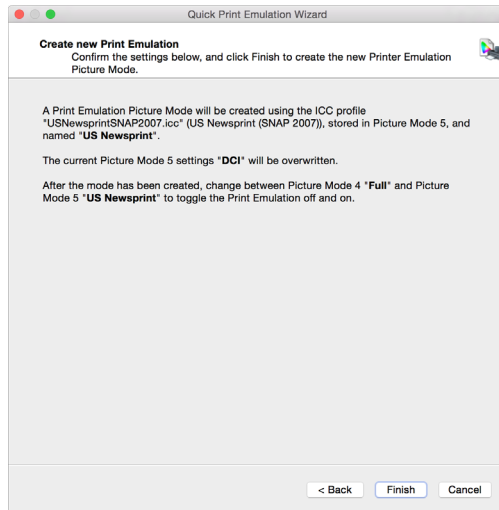 Quick Print Emulation Wizard
Create new Print Emulation
Confirm the settings below, and click Finish to create the new Printer Emulation
Picture Mode.
A Print Emulation Picture Mode will be created using the ICC profile
"USNewsprintSNAP2007.icc" (US Newsprint (SNAP 2007)), stored in Picture Mode 5, and
named "US Newsprint".
The current Picture Mode 5 settings "DCI" will be overwritten.
After the mode has been created, change between Picture Mode 4 "Full" and Picture
Mode 5 "US Newsprint" to toggle the Print Emulation off and on.
< Back Finish Cancel